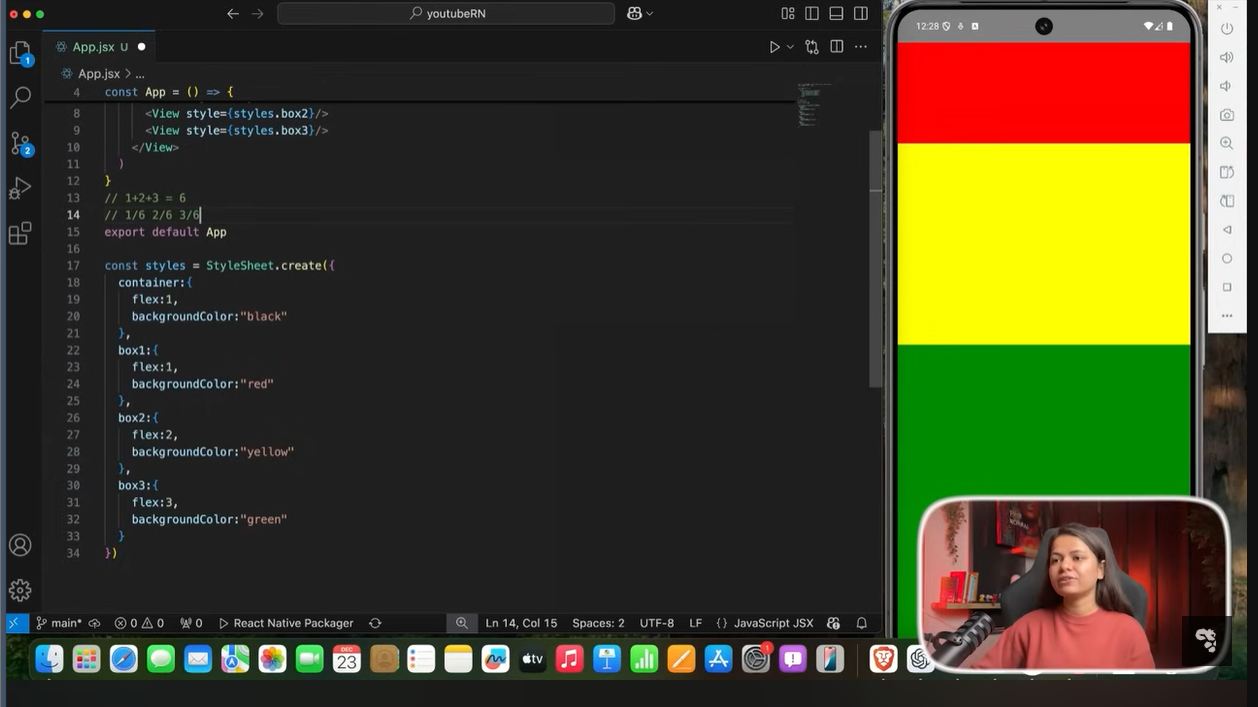 youtubeRN
App.jsx U
App.jsx > ...
4 const App = () => {
8 <View style={styles.box2}/>
9 <View style={styles.box3}/>
10 </View>
11 )
12 }
13 // 1+2+3 = 6
14 // 1/6 2/6 3/6
15 export default App
16
17 const styles = StyleSheet.create({
18 container:{
19 flex:1,
20 backgroundColor:"black"
21 },
22 box1:{
23 flex:1,
24 backgroundColor:"red"
25 },
26 box2:{
27 flex:2,
28 backgroundColor:"yellow"
29 },
30 box3:{
31 flex:3,
32 backgroundColor:"green"
33 }
34 })
12:28
1
2
main* 0 0 0 React Native Packager Ln 14, Col 15 Spaces: 2 UTF-8 LF {} JavaScript JSX
DEC
23
tv
1